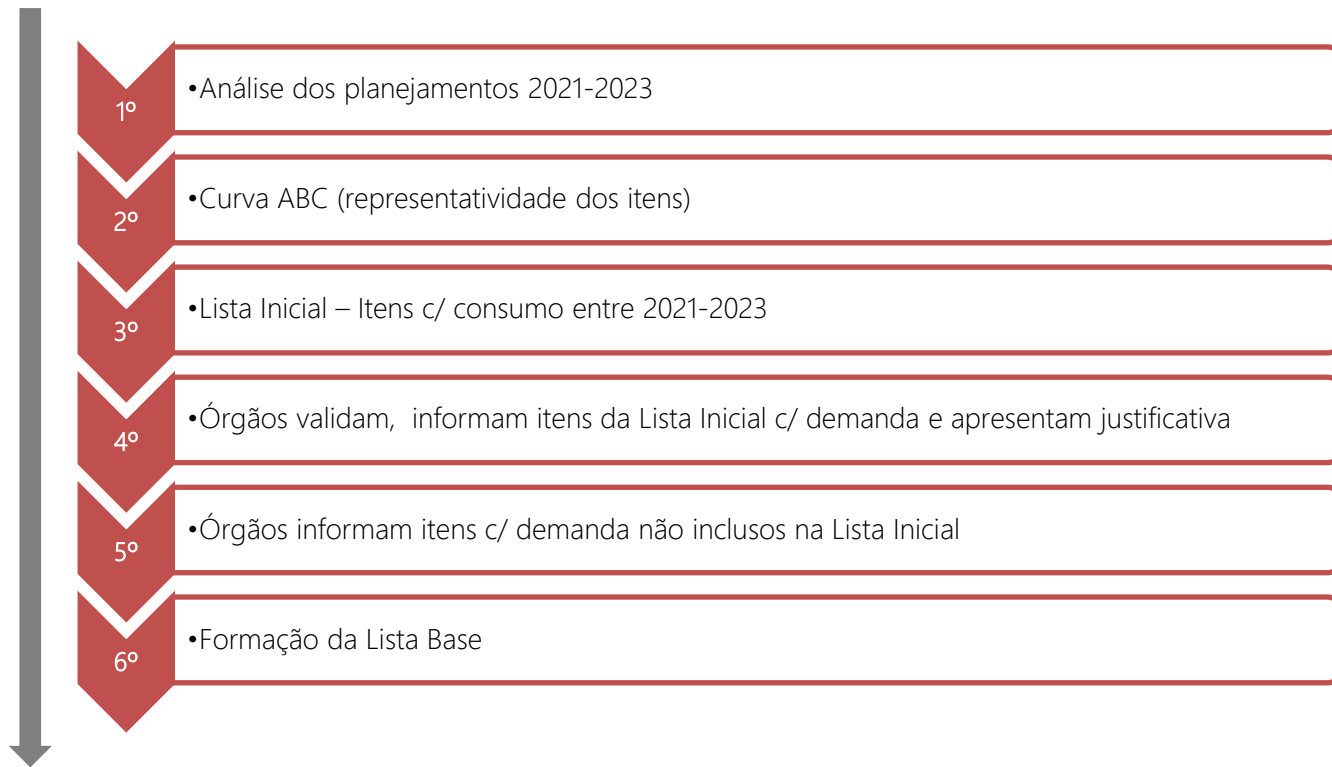 1º
•Análise dos planejamentos 2021-2023
2º
•Curva ABC (representatividade dos itens)
3º
•Lista Inicial – Itens c/ consumo entre 2021-2023
4º
•Órgãos validam,  informam itens da Lista Inicial c/ demanda e apresentam justificativa
5º
•Órgãos informam itens c/ demanda não inclusos na Lista Inicial
6º
•Formação da Lista Base